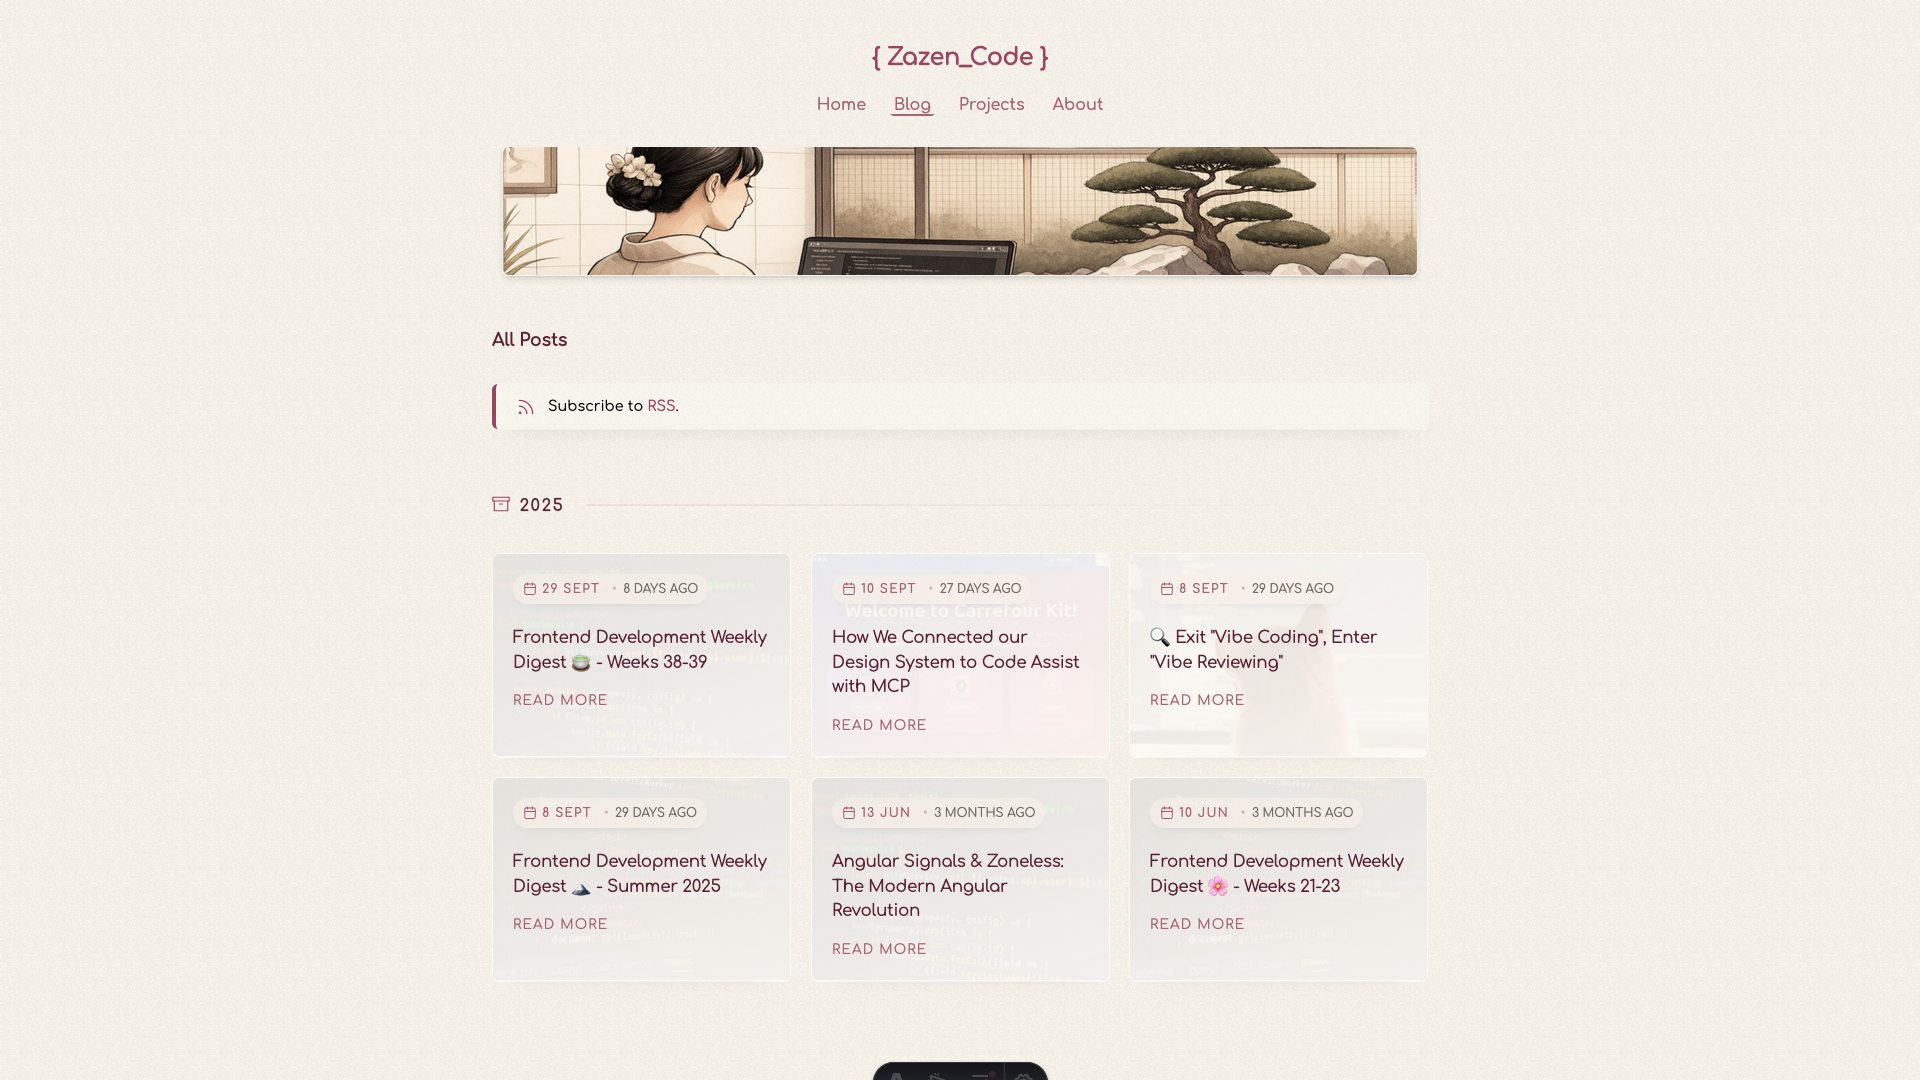 { Zazen_Code }
Home Blog Projects About
All Posts
Subscribe to RSS.
2025
29 SEPT • 8 DAYS AGO
Frontend Development Weekly
Digest 🍵 - Weeks 38-39
READ MORE
10 SEPT • 27 DAYS AGO
Welcome to Carrefour Kit!
How We Connected our
Design System to Code Assist
with MCP
READ MORE
8 SEPT • 29 DAYS AGO
🔍 Exit "Vibe Coding", Enter
"Vibe Reviewing"
READ MORE
8 SEPT • 29 DAYS AGO
Frontend Development Weekly
Digest 🗻 - Summer 2025
READ MORE
13 JUN • 3 MONTHS AGO
Angular Signals & Zoneless:
The Modern Angular
Revolution
READ MORE
10 JUN • 3 MONTHS AGO
Frontend Development Weekly
Digest 🌸 - Weeks 21-23
READ MORE